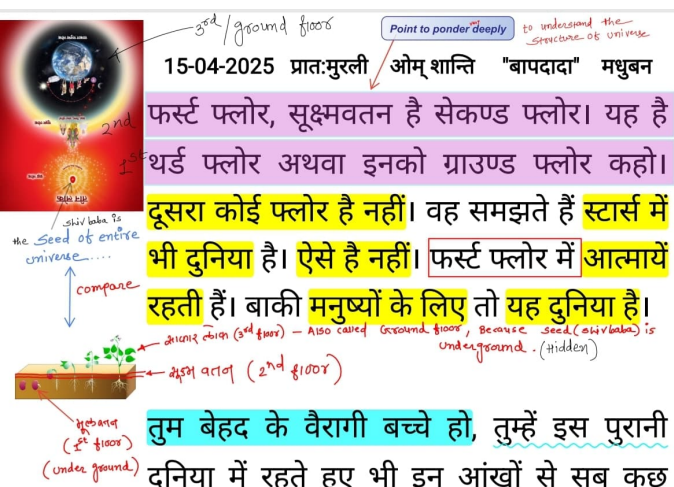 3rd/ground floor
Point to ponder deeply
to understand the
structure of universe
15-04-2025 प्रात:मुरली ओम् शान्ति "बापदादा" मधुबन
2nd
1st
फर्स्ट फ्लोर, सूक्ष्मवतन है सेकण्ड फ्लोर। यह है
थर्ड फ्लोर अथवा इनको ग्राउण्ड फ्लोर कहो।
दूसरा कोई फ्लोर है नहीं। वह समझते हैं स्टार्स में
भी दुनिया है। ऐसे है नहीं। फर्स्ट फ्लोर में आत्मायें
रहती हैं। बाकी मनुष्यों के लिए तो यह दुनिया है।
Shiv baba is
the Seed of entire
universe....
compare
साकार लोक (3rd floor) – Also called Ground floor, Because seed (shivbaba) is
underground. (Hidden)
सूक्ष्म वतन (2nd floor)
मूलवतन
(1st floor)
(under ground)
तुम बेहद के वैरागी बच्चे हो, तुम्हें इस पुरानी
दुनिया में रहते हुए भी इन आंखों से सब कुछ